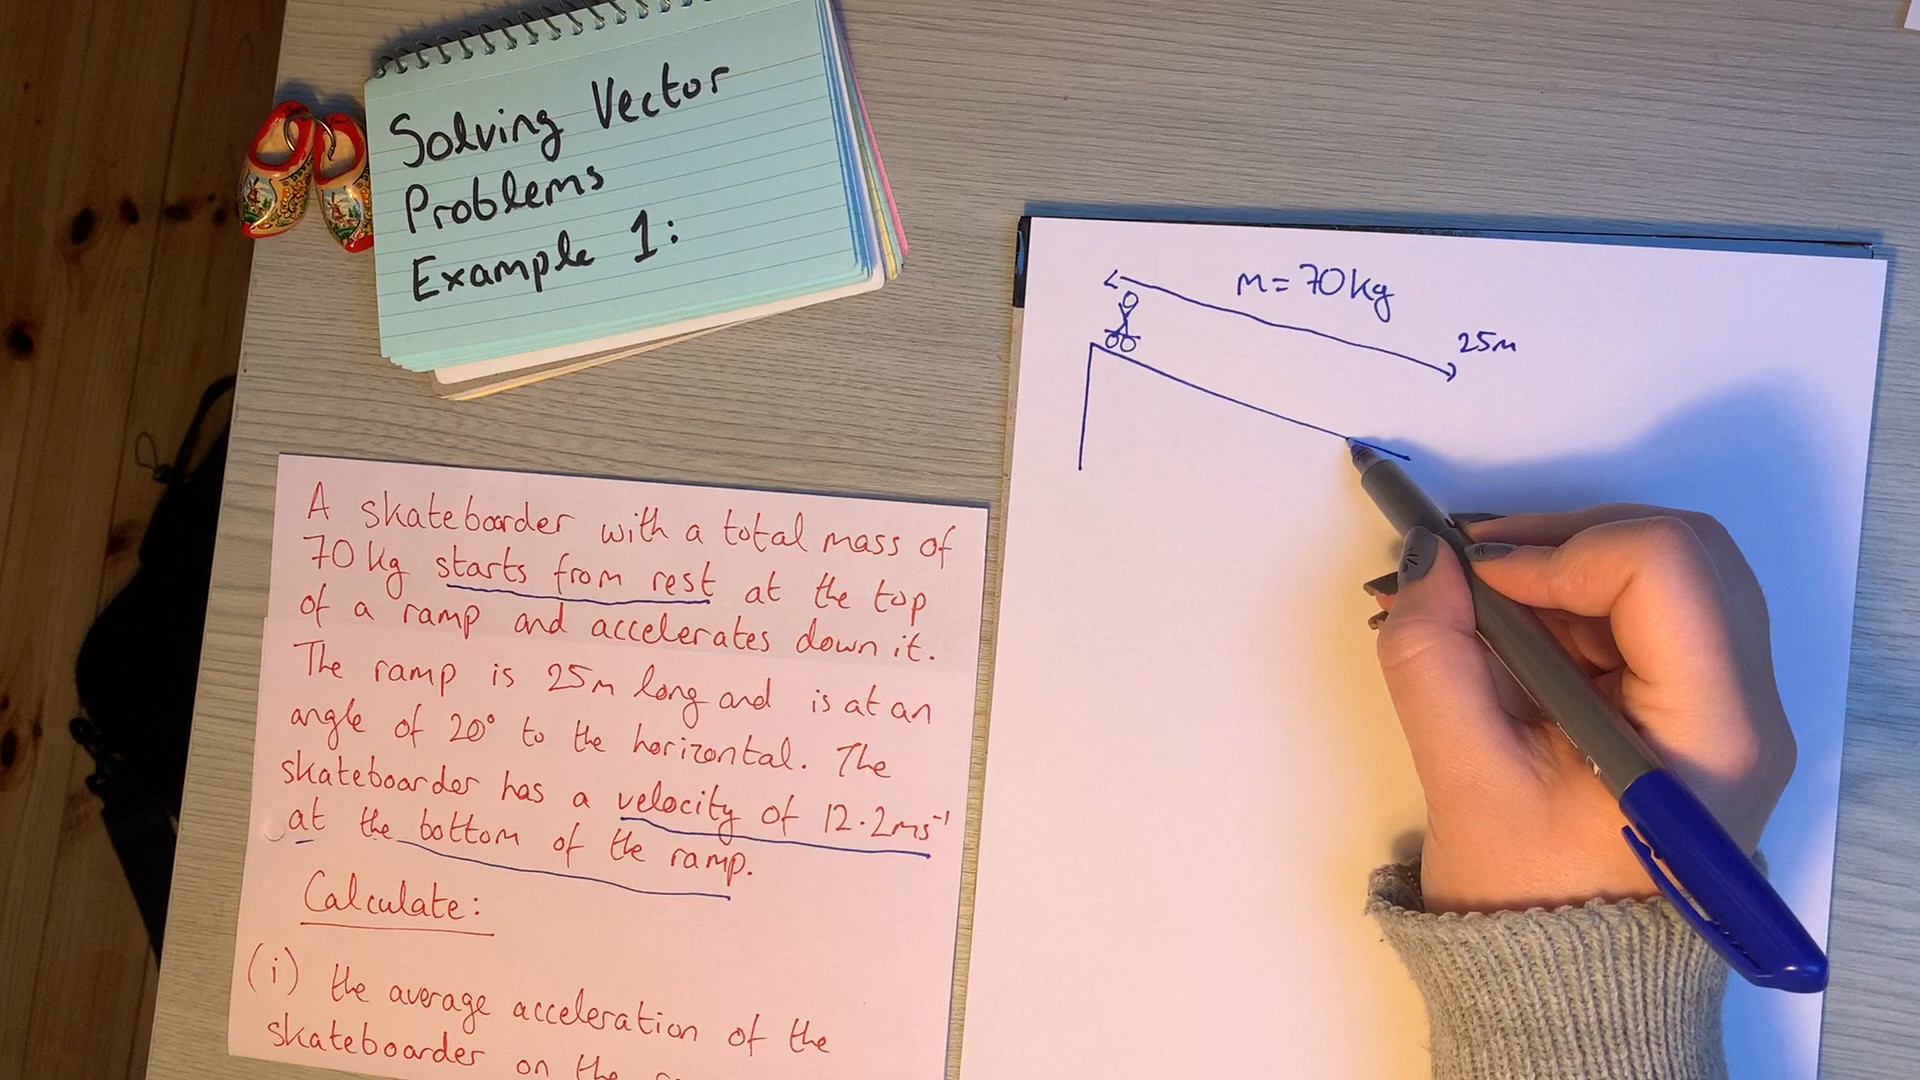 Solving Vector
Problems
Example 1:
m = 70kg
25m
A skateboarder with a total mass of
70 kg starts from rest at the top
of a ramp and accelerates down it.
The ramp is 25m long and is at an
angle of 20° to the horizontal. The
skateboarder has a velocity of 12.2ms⁻¹
at the bottom of the ramp.
Calculate:
(i) the average acceleration of the
skateboarder on the